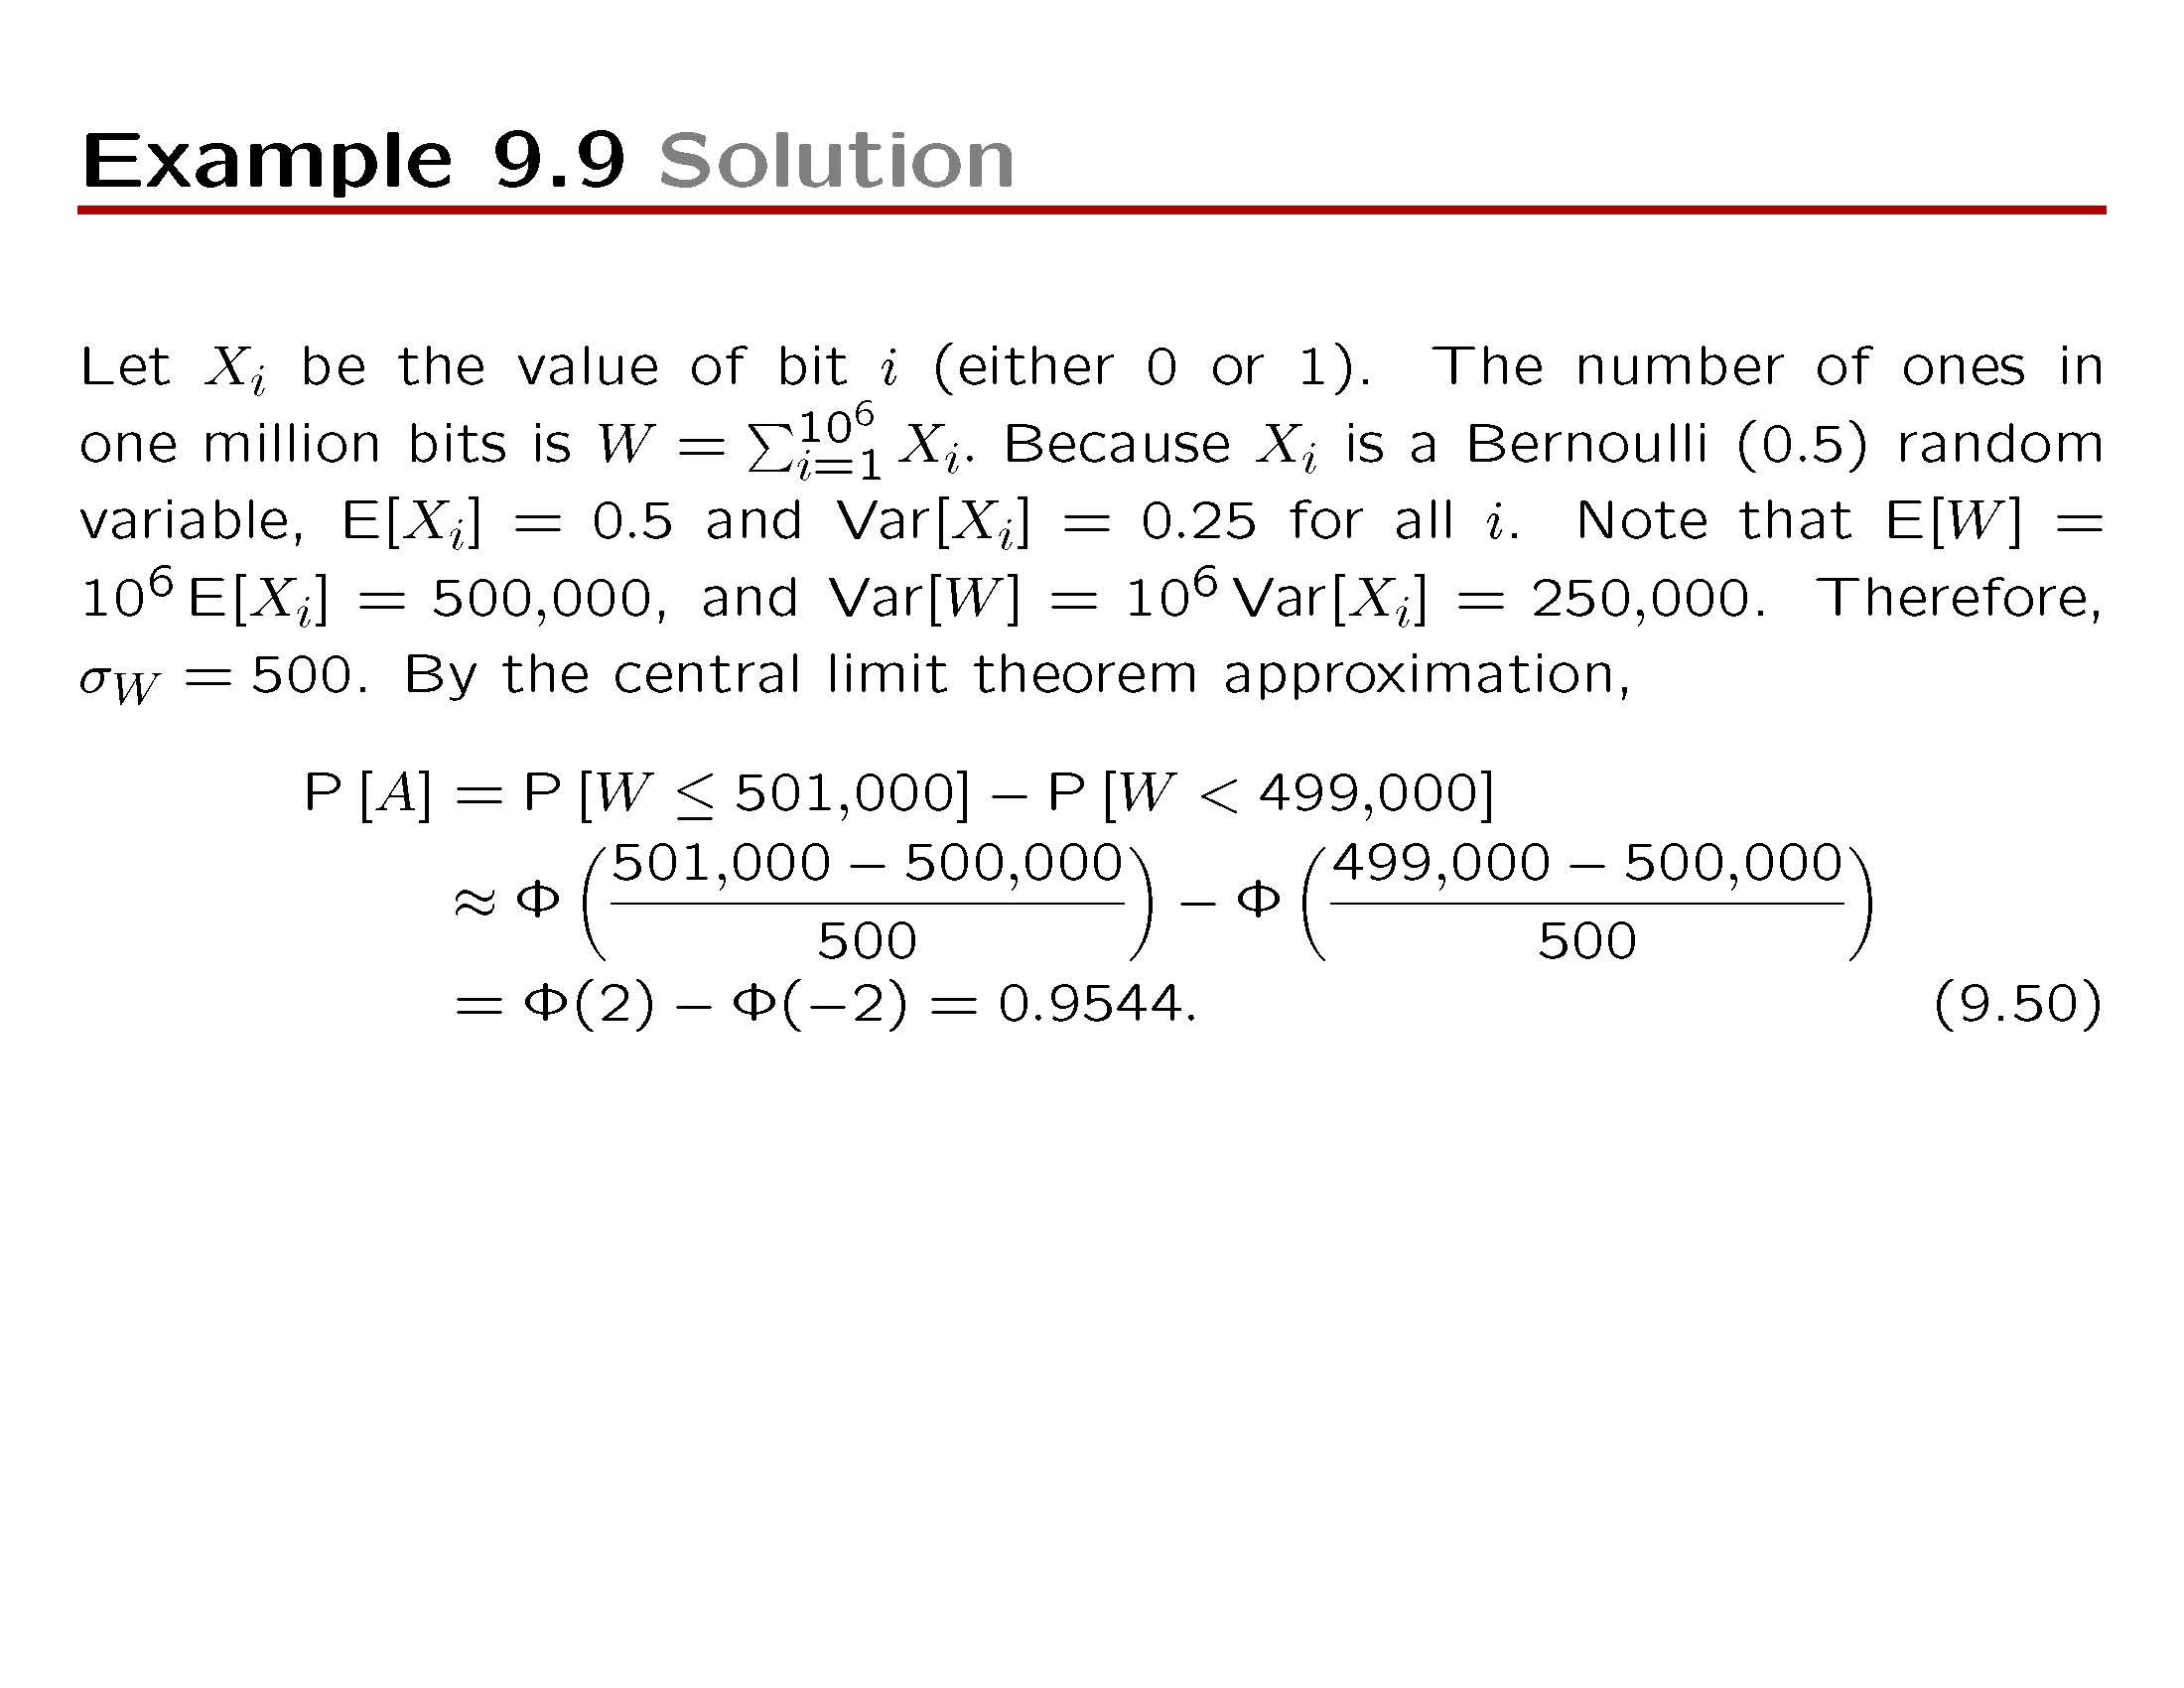 Example 9.9 Solution
Let X_i be the value of bit i (either 0 or 1). The number of ones in
one million bits is W = ∑_{i=1}^{10^6} X_i. Because X_i is a Bernoulli (0.5) random
variable, E[X_i] = 0.5 and Var[X_i] = 0.25 for all i. Note that E[W] =
10^6 E[X_i] = 500,000, and Var[W] = 10^6 Var[X_i] = 250,000. Therefore,
σ_W = 500. By the central limit theorem approximation,
P [A] = P [W ≤ 501,000] − P [W < 499,000]
≈ Φ ( (501,000 − 500,000) / 500 ) − Φ ( (499,000 − 500,000) / 500 )
= Φ(2) − Φ(−2) = 0.9544. (9.50)